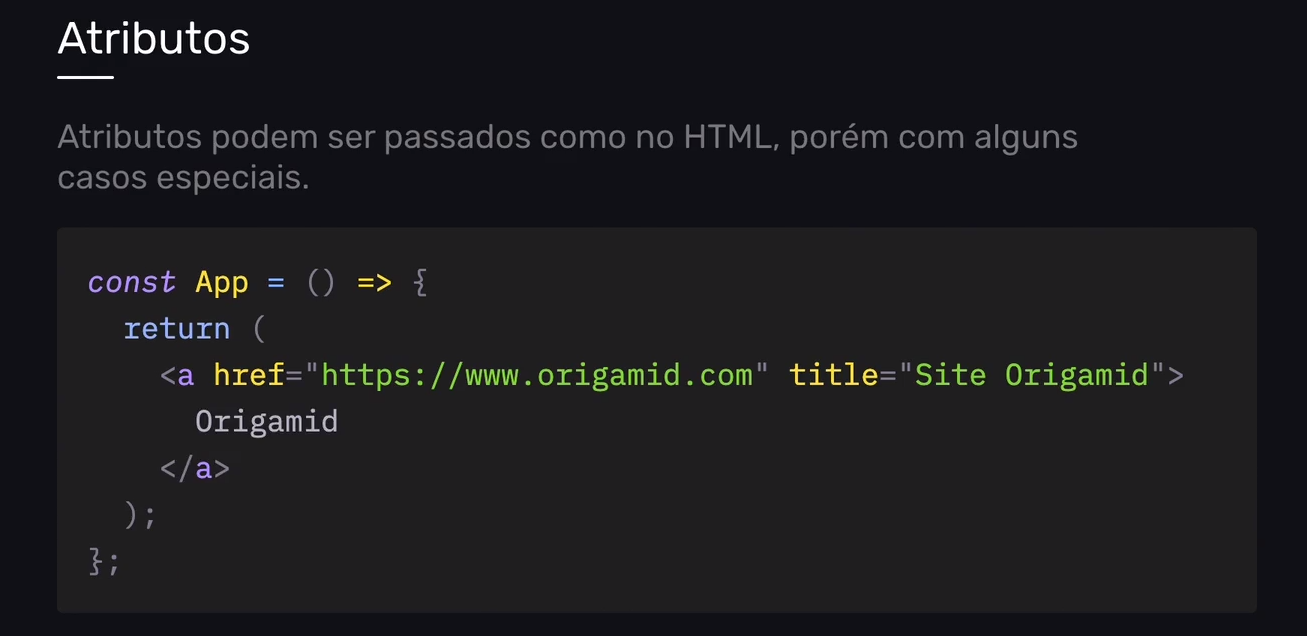 Atributos
Atributos podem ser passados como no HTML, porém com alguns
casos especiais.
const App = () => {
  return (
    <a href="https://www.origamid.com" title="Site Origamid">
      Origamid
    </a>
  );
};